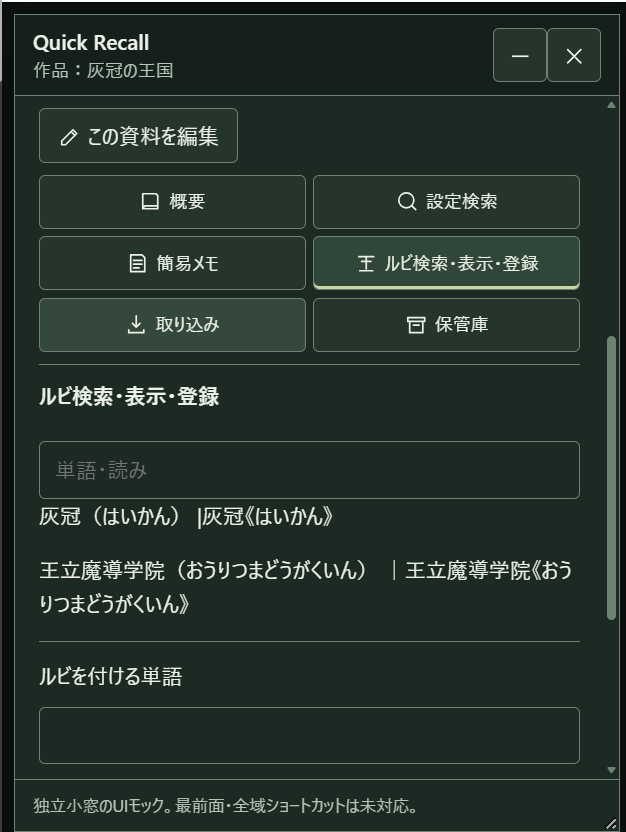 Quick Recall
作品：灰冠の王国
この資料を編集
概要
設定検索
簡易メモ
ルビ検索・表示・登録
取り込み
保管庫
ルビ検索・表示・登録
単語・読み
灰冠（はいかん） |灰冠《はいかん》
王立魔導学院（おうりつまどうがくいん） ｜王立魔導学院《おう
りつまどうがくいん》
ルビを付ける単語
独立小窓のUIモック。最前面・全域ショートカットは未対応。